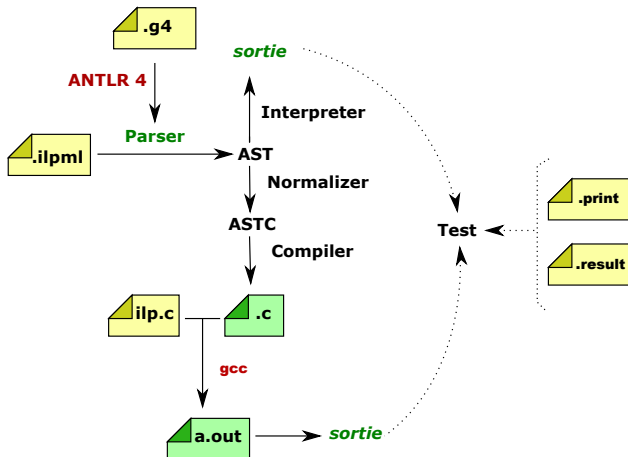 .g4
sortie
ANTLR 4
Interpreter
Parser
.ilpml
AST
Normalizer
.print
ASTC
Test
Compiler
.result
ilp.c
.c
gcc
a.out
sortie